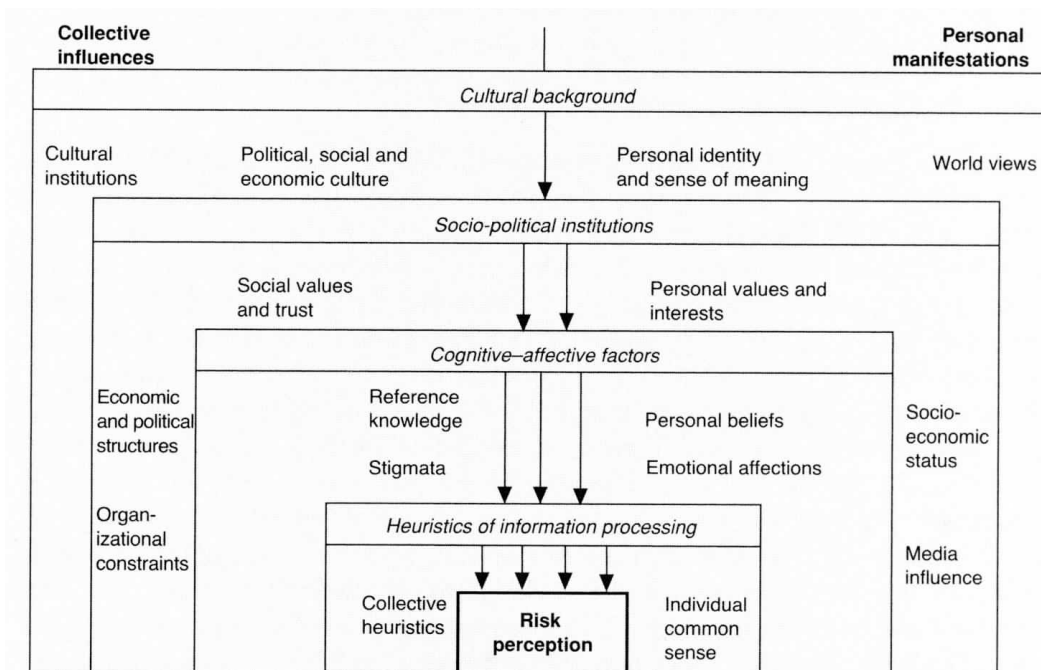 Collective
influences
Personal
manifestations
Cultural background
Cultural
institutions
Political, social and
economic culture
Personal identity
and sense of meaning
World views
Socio-political institutions
Social values
and trust
Personal values and
interests
Cognitive–affective factors
Economic
and political
structures
Reference
knowledge
Personal beliefs
Socio-
economic
status
Stigmata
Emotional affections
Organ-
izational
constraints
Heuristics of information processing
Media
influence
Collective
heuristics
Risk
perception
Individual
common
sense